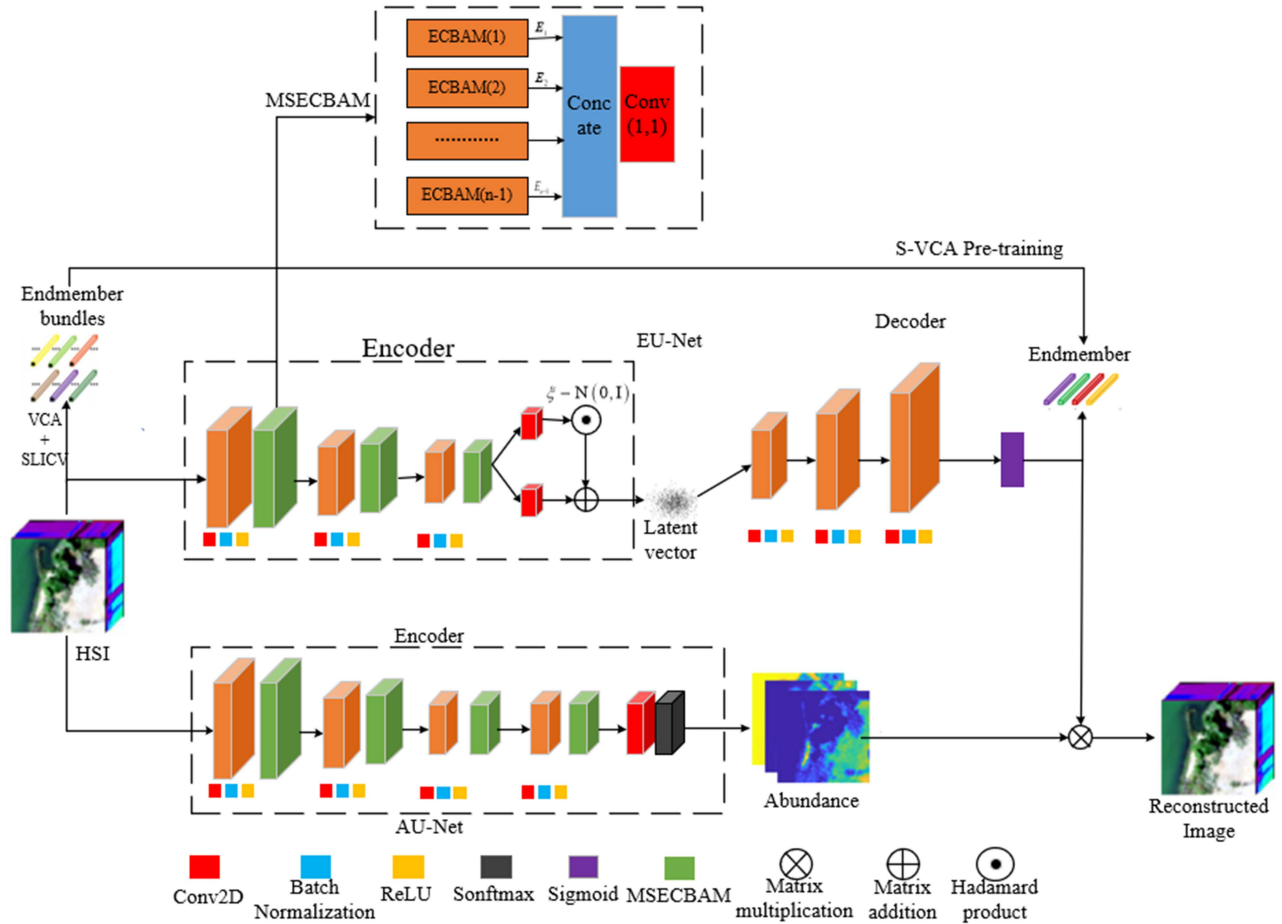 ECBAM(1)
E₁
ECBAM(2)
E₂
............
ECBAM(n-1)
Eₙ₋₁
Conc
ate
Conv
(1,1)
MSECBAM
S-VCA Pre-training
Endmember
bundles
VCA
+
SLICV
Encoder
EU-Net
Decoder
Endmember
ξ ~ N(0,I)
Latent
vector
HSI
Encoder
AU-Net
Abundance
Reconstructed
Image
Conv2D
Batch
Normalization
ReLU
Sonftmax
Sigmoid
MSECBAM
Matrix
multiplication
Matrix
addition
Hadamard
product